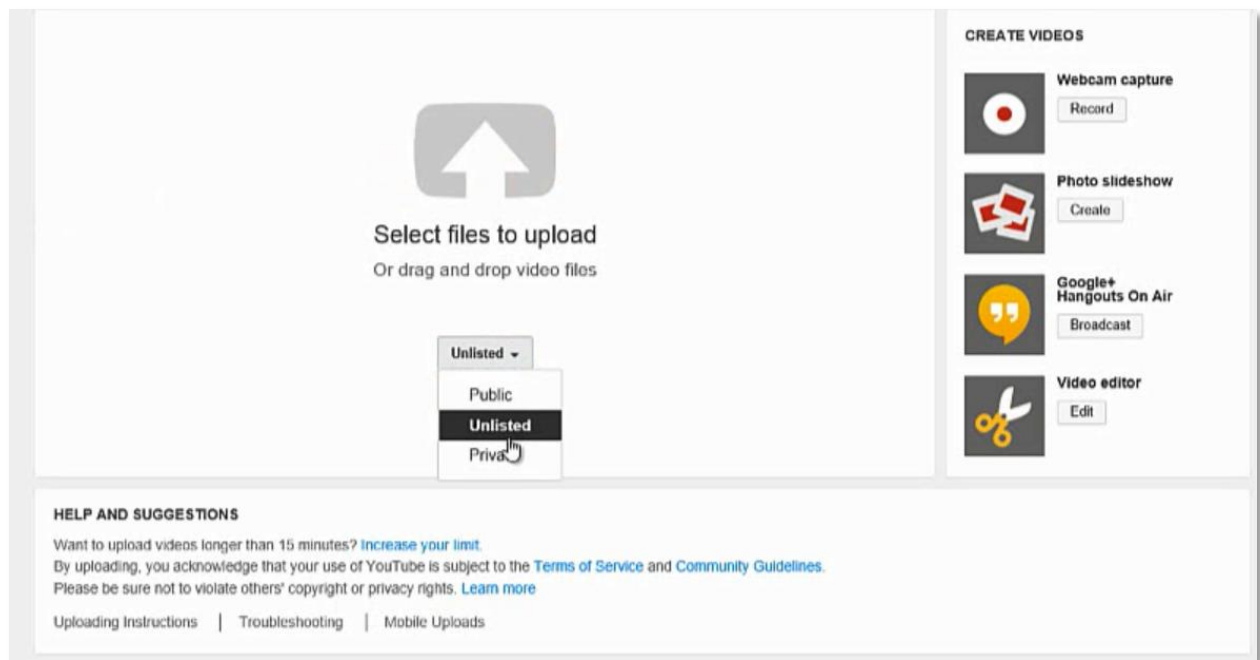 Select files to upload
Or drag and drop video files
Unlisted
Public
Unlisted
CREATE VIDEOS
Webcam capture
Record
Photo slideshow
Create
Google+
Hangouts On Air
Broadcast
Video editor
Edit
HELP AND SUGGESTIONS
Want to upload videos longer than 15 minutes? Increase your limit.
By uploading, you acknowledge that your use of YouTube is subject to the Terms of Service and Community Guidelines.
Please be sure not to violate others' copyright or privacy rights. Learn more
Uploading Instructions | Troubleshooting | Mobile Uploads